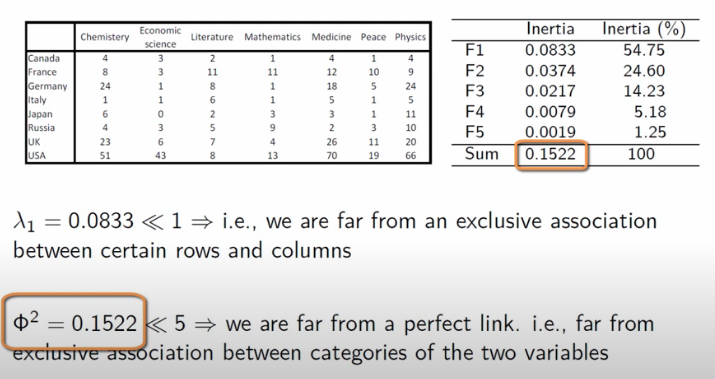 Chemistery Economic science Literature Mathematics Medicine Peace Physics
Canada 4 3 2 1 4 1 4
France 8 3 11 11 12 10 9
Germany 24 1 8 1 18 5 24
Italy 1 1 6 1 5 1 5
Japan 6 0 2 3 3 1 11
Russia 4 3 5 9 2 3 10
UK 23 6 7 4 26 11 20
USA 51 43 8 13 70 19 66
Inertia Inertia (%)
F1 0.0833 54.75
F2 0.0374 24.60
F3 0.0217 14.23
F4 0.0079 5.18
F5 0.0019 1.25
Sum 0.1522 100
λ₁ = 0.0833 ≪ 1 ⇒ i.e., we are far from an exclusive association
between certain rows and columns
Φ² = 0.1522 ≪ 5 ⇒ we are far from a perfect link. i.e., far from
exclusive association between categories of the two variables